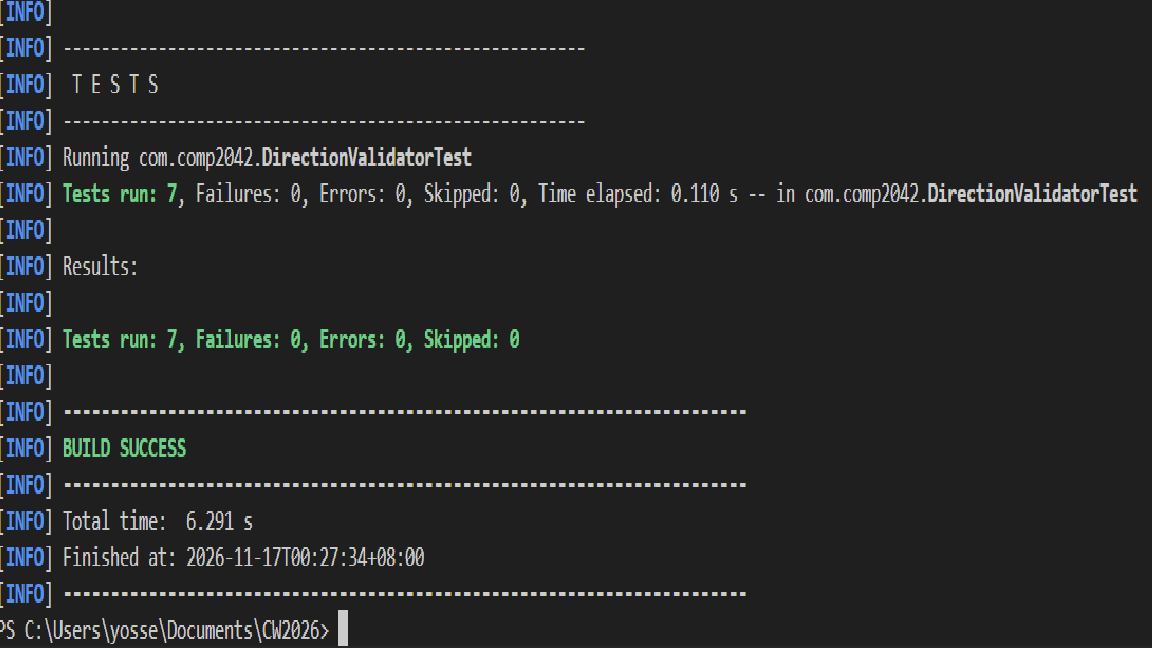 [INFO]
[INFO] -------------------------------------------------------
[INFO]  T E S T S
[INFO] -------------------------------------------------------
[INFO] Running com.comp2042.DirectionValidatorTest
[INFO] Tests run: 7, Failures: 0, Errors: 0, Skipped: 0, Time elapsed: 0.110 s -- in com.comp2042.DirectionValidatorTest
[INFO]
[INFO] Results:
[INFO]
[INFO] Tests run: 7, Failures: 0, Errors: 0, Skipped: 0
[INFO]
[INFO] ------------------------------------------------------------------------
[INFO] BUILD SUCCESS
[INFO] ------------------------------------------------------------------------
[INFO] Total time:  6.291 s
[INFO] Finished at: 2026-11-17T00:27:34+08:00
[INFO] ------------------------------------------------------------------------
PS C:\Users\yosse\Documents\CW2026>